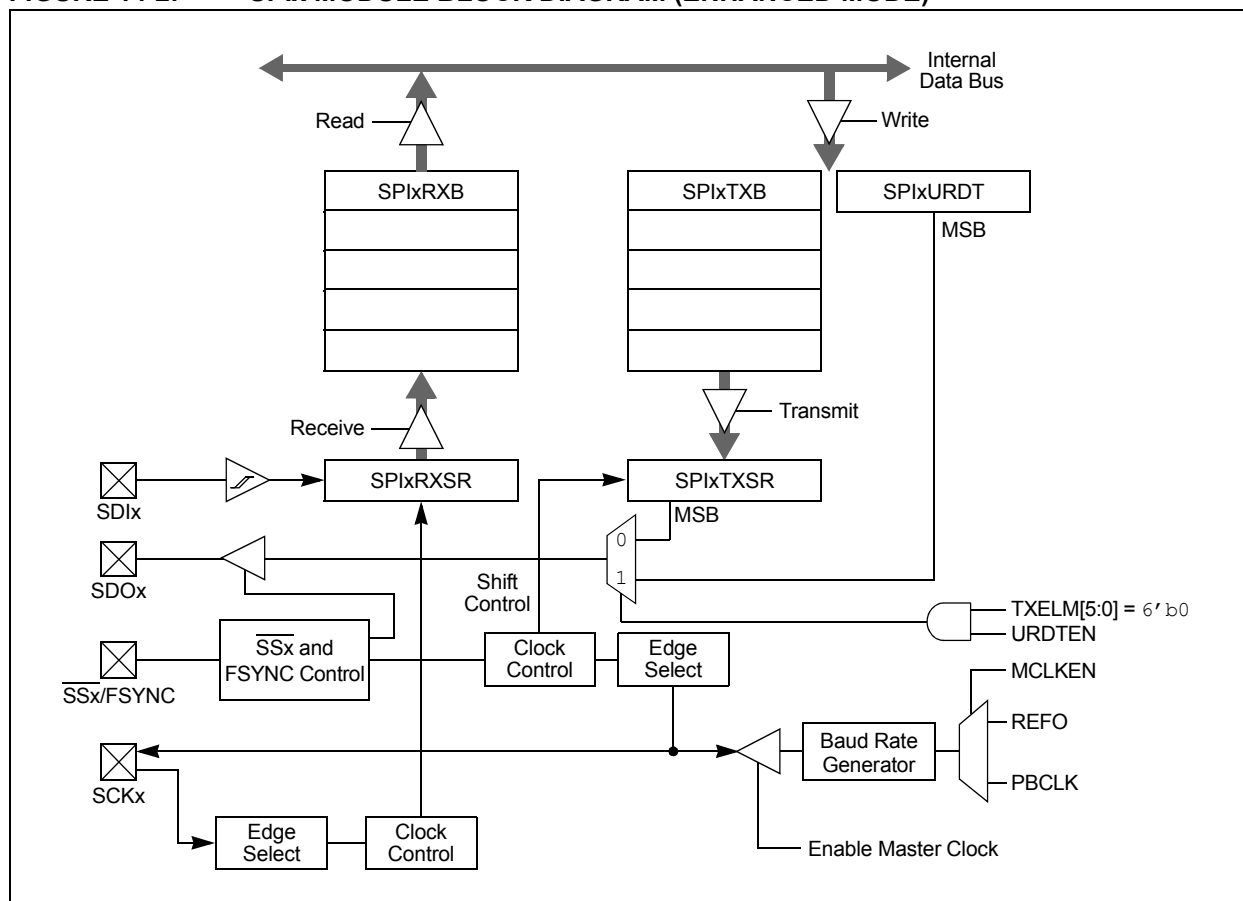 Internal
Data Bus
Read
Write
SPIxRXB
SPIxTXB
SPIxURDT
MSB
Receive
Transmit
SPIxRXSR
SPIxTXSR
SDIx
MSB
0
1
SDOx
Shift
Control
TXELM[5:0] = 6'b0
URDTEN
SSx and
FSYNC Control
Clock
Control
Edge
Select
SSx/FSYNC
MCLKEN
REFO
Baud Rate
Generator
PBCLK
SCKx
Edge
Select
Clock
Control
Enable Master Clock